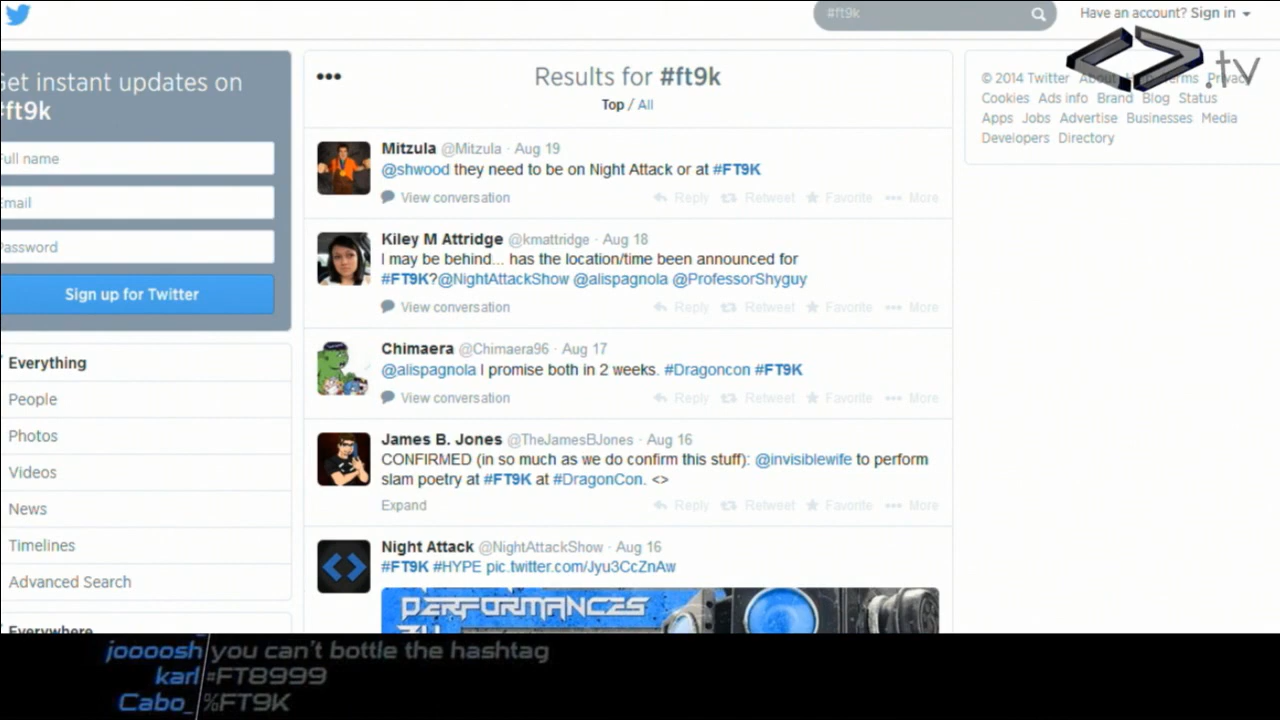 #ft9k
Have an account? Sign in
.tv
Get instant updates on
#ft9k
Full name
Email
Password
Sign up for Twitter
Everything
People
Photos
Videos
News
Timelines
Advanced Search
Everywhere
Results for #ft9k
Top / All
Mitzula @Mitzula · Aug 19
@shwood they need to be on Night Attack or at #FT9K
View conversation Reply Retweet Favorite More
Kiley M Attridge @kmattridge · Aug 18
I may be behind... has the location/time been announced for
#FT9K?@NightAttackShow @alispagnola @ProfessorShyguy
View conversation Reply Retweet Favorite More
Chimaera @Chimaera96 · Aug 17
@alispagnola I promise both in 2 weeks. #Dragoncon #FT9K
View conversation Reply Retweet Favorite More
James B. Jones @TheJamesBJones · Aug 16
CONFIRMED (in so much as we do confirm this stuff): @invisiblewife to perform
slam poetry at #FT9K at #DragonCon. <>
Expand Reply Retweet Favorite More
Night Attack @NightAttackShow · Aug 16
#FT9K #HYPE pic.twitter.com/Jyu3CcZnAw
PERFORMANCES
© 2014 Twitter About Help Terms Privacy
Cookies Ads info Brand Blog Status
Apps Jobs Advertise Businesses Media
Developers Directory
joooosh you can't bottle the hashtag
karl #FT8999
Cabo_ %FT9K